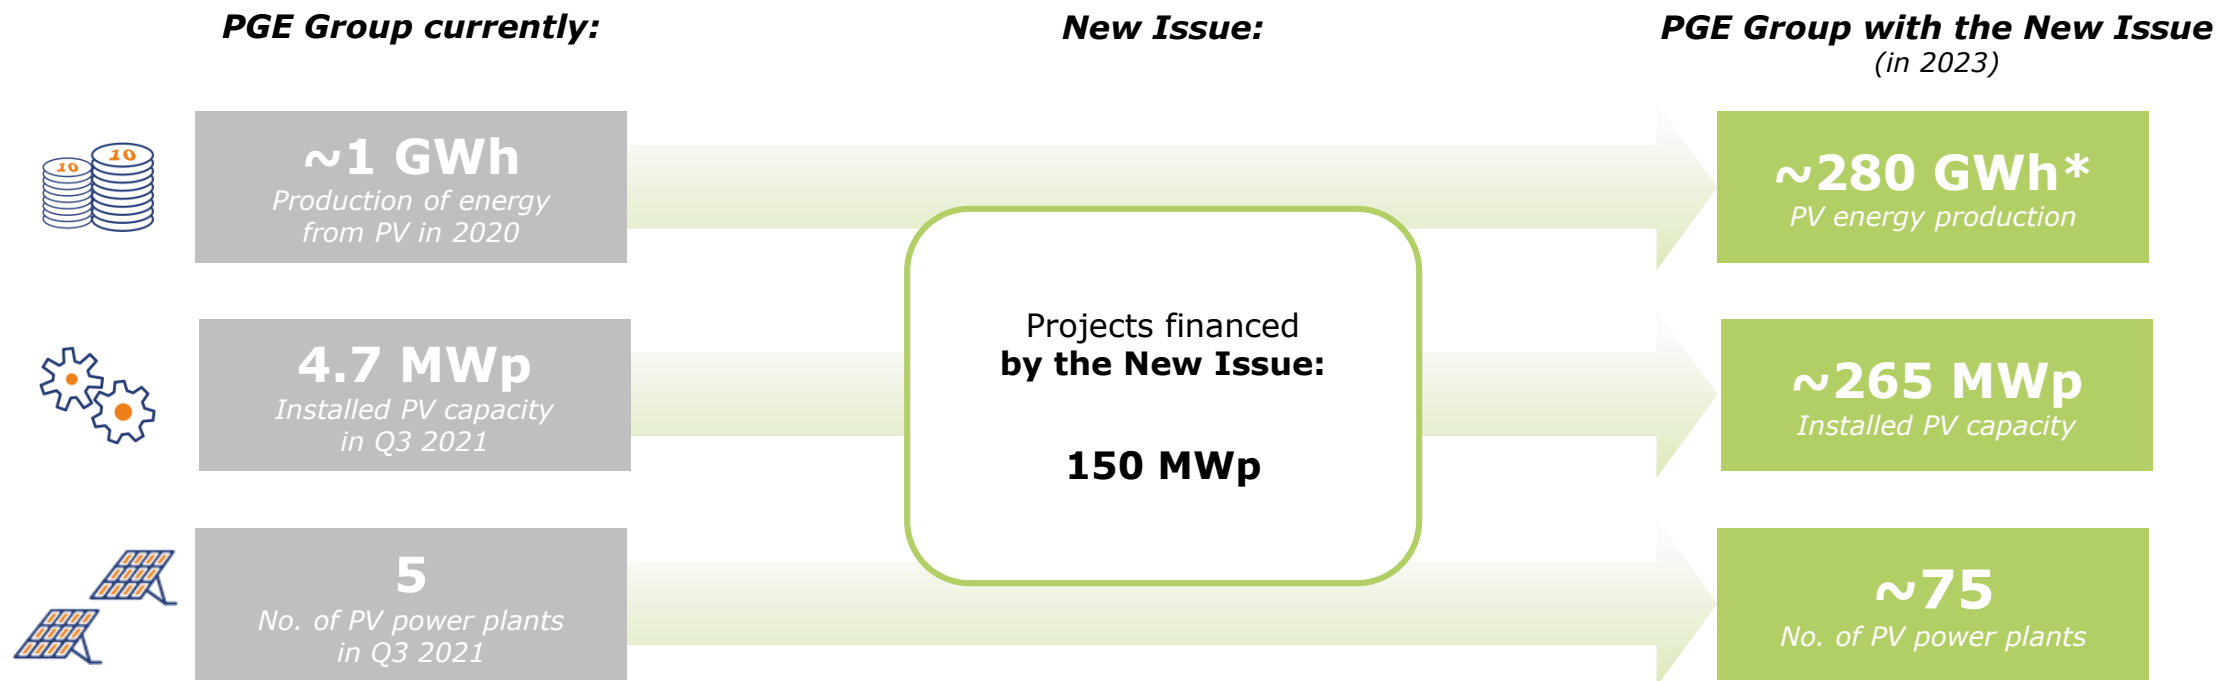 PGE Group currently:
New Issue:
PGE Group with the New Issue
(in 2023)
10
10
~1 GWh
Production of energy
from PV in 2020
~280 GWh*
PV energy production
4.7 MWp
Installed PV capacity
in Q3 2021
Projects financed
by the New Issue:
150 MWp
~265 MWp
Installed PV capacity
5
No. of PV power plants
in Q3 2021
~75
No. of PV power plants